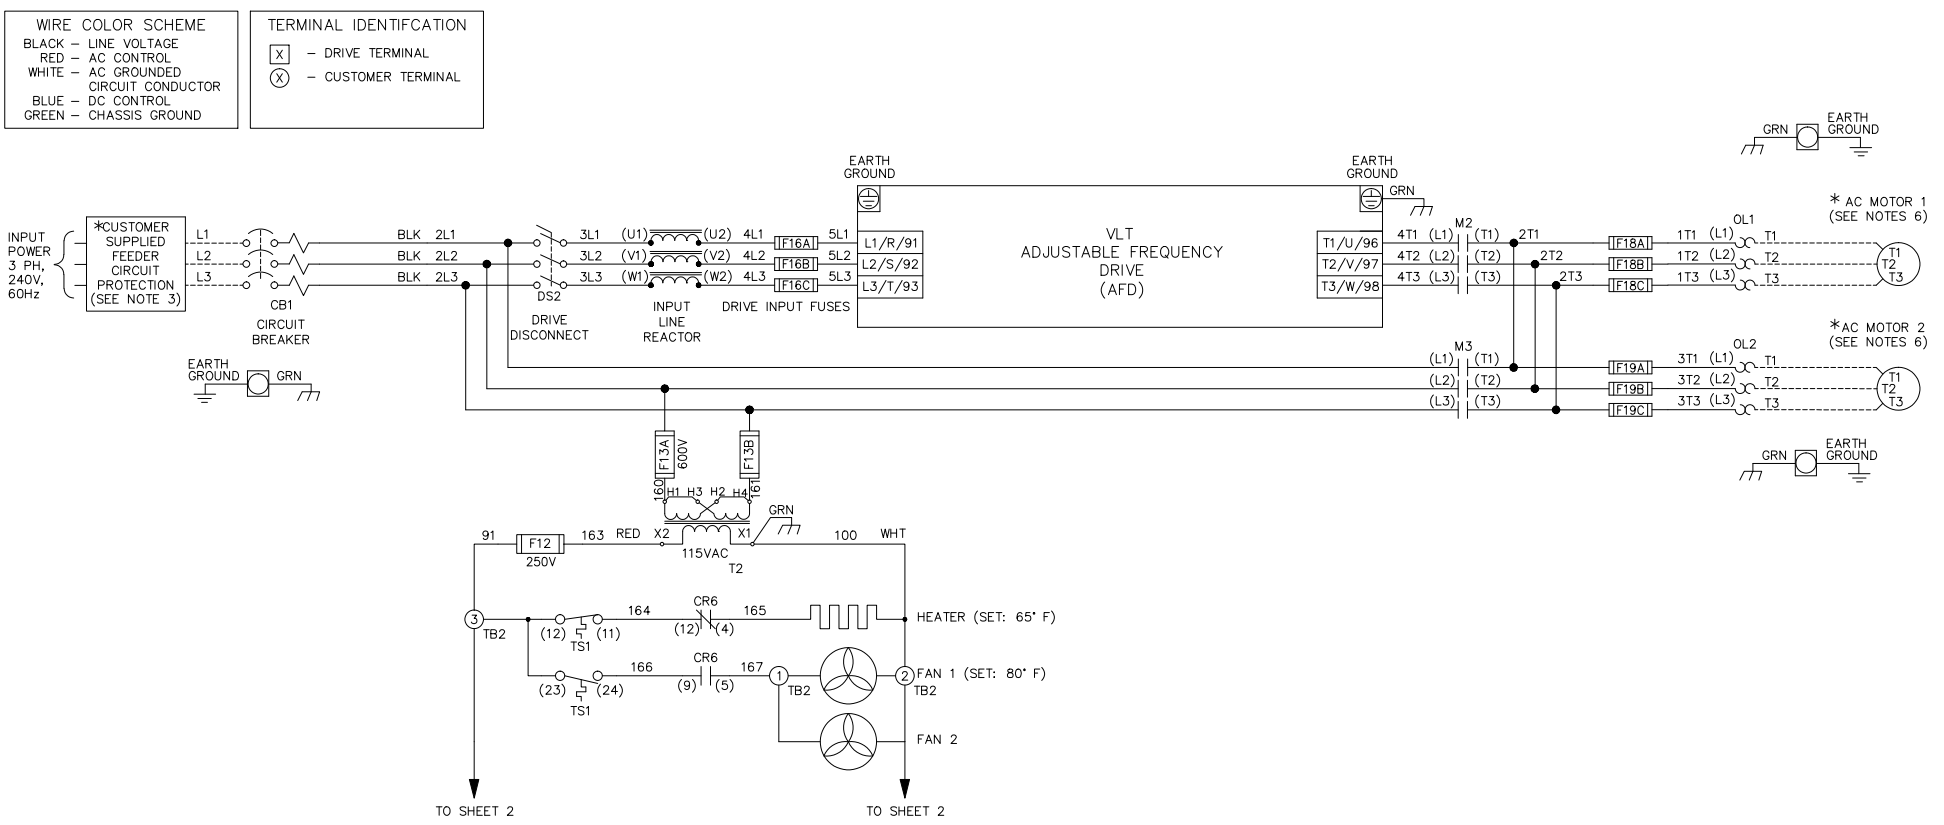 WIRE COLOR SCHEME
BLACK – LINE VOLTAGE
RED – AC CONTROL
WHITE – AC GROUNDED
CIRCUIT CONDUCTOR
BLUE – DC CONTROL
GREEN – CHASSIS GROUND
TERMINAL IDENTIFCATION
X – DRIVE TERMINAL
X – CUSTOMER TERMINAL
GRN
EARTH
GROUND
EARTH
GROUND
EARTH
GROUND
GRN
INPUT
POWER
3 PH,
240V,
60Hz
*CUSTOMER
SUPPLIED
FEEDER
CIRCUIT
PROTECTION
(SEE NOTE 3)
L1
L2
L3
CB1
CIRCUIT
BREAKER
BLK 2L1
BLK 2L2
BLK 2L3
DS2
DRIVE
DISCONNECT
3L1 (U1) (U2) 4L1 F16A 5L1 L1/R/91
3L2 (V1) (V2) 4L2 F16B 5L2 L2/S/92
3L3 (W1) (W2) 4L3 F16C 5L3 L3/T/93
INPUT
LINE
REACTOR
DRIVE INPUT FUSES
VLT
ADJUSTABLE FREQUENCY
DRIVE
(AFD)
M2
T1/U/96 4T1 (L1) (T1) 2T1 F18A 1T1 (L1) T1
T2/V/97 4T2 (L2) (T2) 2T2 F18B 1T2 (L2) T2
T3/W/98 4T3 (L3) (T3) 2T3 F18C 1T3 (L3) T3
OL1
* AC MOTOR 1
(SEE NOTES 6)
T1
T2
T3
M3
(L1) (T1) F19A 3T1 (L1) T1
(L2) (T2) F19B 3T2 (L2) T2
(L3) (T3) F19C 3T3 (L3) T3
OL2
*AC MOTOR 2
(SEE NOTES 6)
T1
T2
T3
EARTH
GROUND
GRN
GRN
EARTH
GROUND
F13A
600V
F13B
160
161
H1 H3 H2 H4
GRN
91 F12 163 RED X2 X1 100 WHT
250V
115VAC
T2
3
TB2
(12) (11)
TS1
164
CR6
(12) (4)
165
HEATER (SET: 65° F)
(23) (24)
TS1
166
CR6
(9) (5)
167
1
TB2
2
TB2
FAN 1 (SET: 80° F)
FAN 2
TO SHEET 2
TO SHEET 2